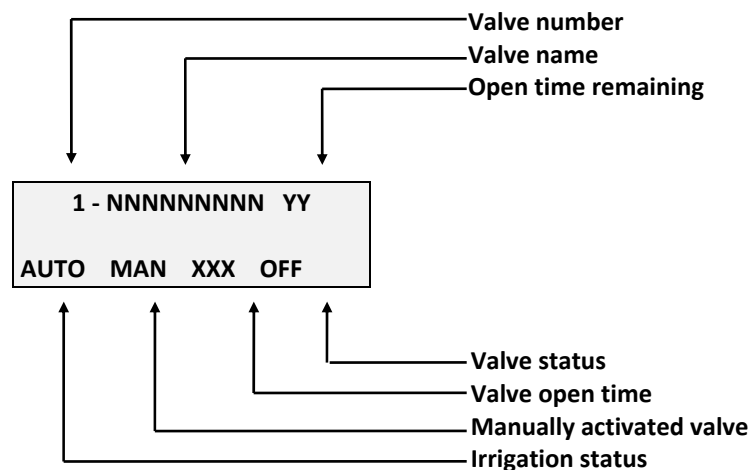 Valve number
Valve name
Open time remaining
1 - NNNNNNNNN YY
AUTO MAN XXX OFF
Valve status
Valve open time
Manually activated valve
Irrigation status